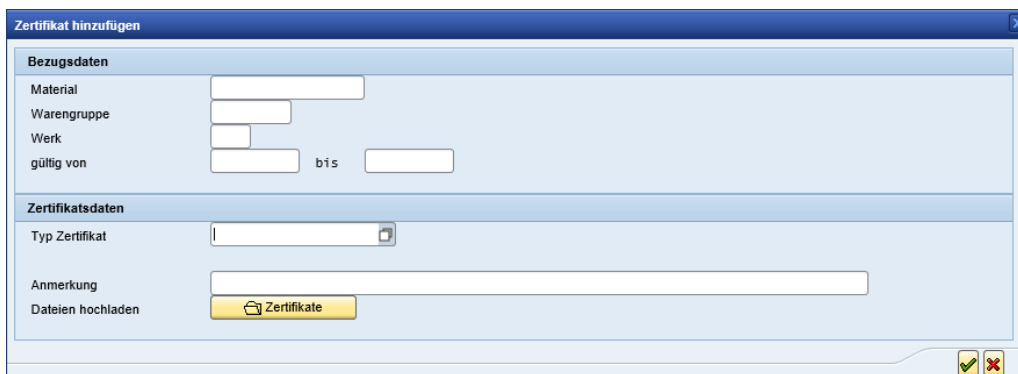 Zertifikat hinzufügen
Bezugsdaten
Material
Warengruppe
Werk
gültig von bis
Zertifikatsdaten
Typ Zertifikat
Anmerkung
Dateien hochladen Zertifikate